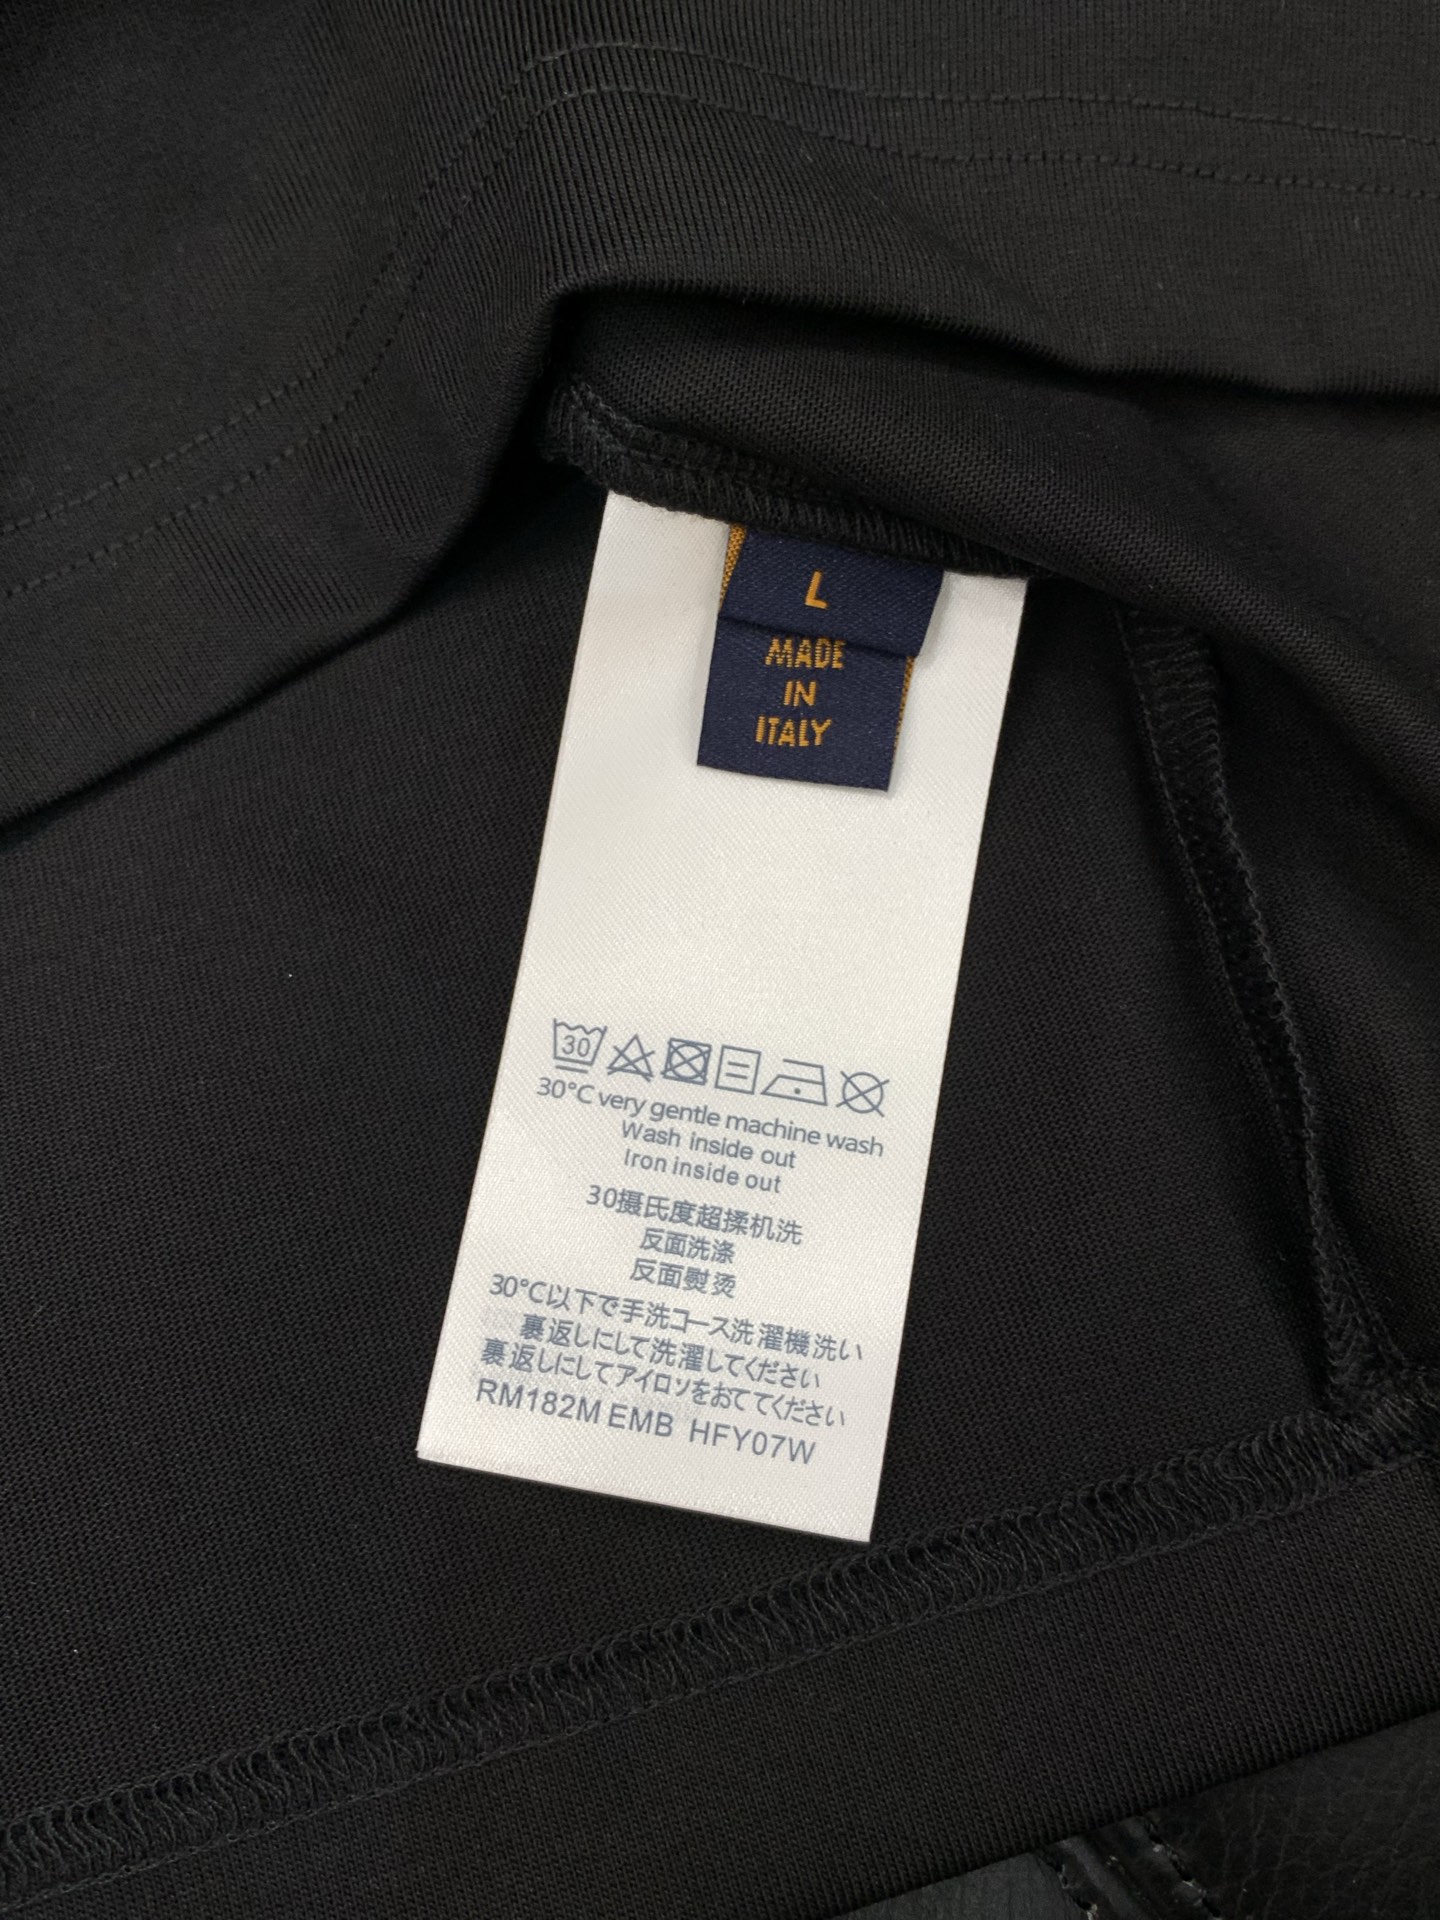 L
MADE
IN
ITALY
30
30°C very gentle machine wash
Wash inside out
Iron inside out
30摄氏度超揉机洗
反面洗涤
反面熨烫
30°C以下で手洗コース洗濯機洗い
裏返しにして洗濯してください
裏返しにしてアイロソをおててください
RM182M EMB HFY07W